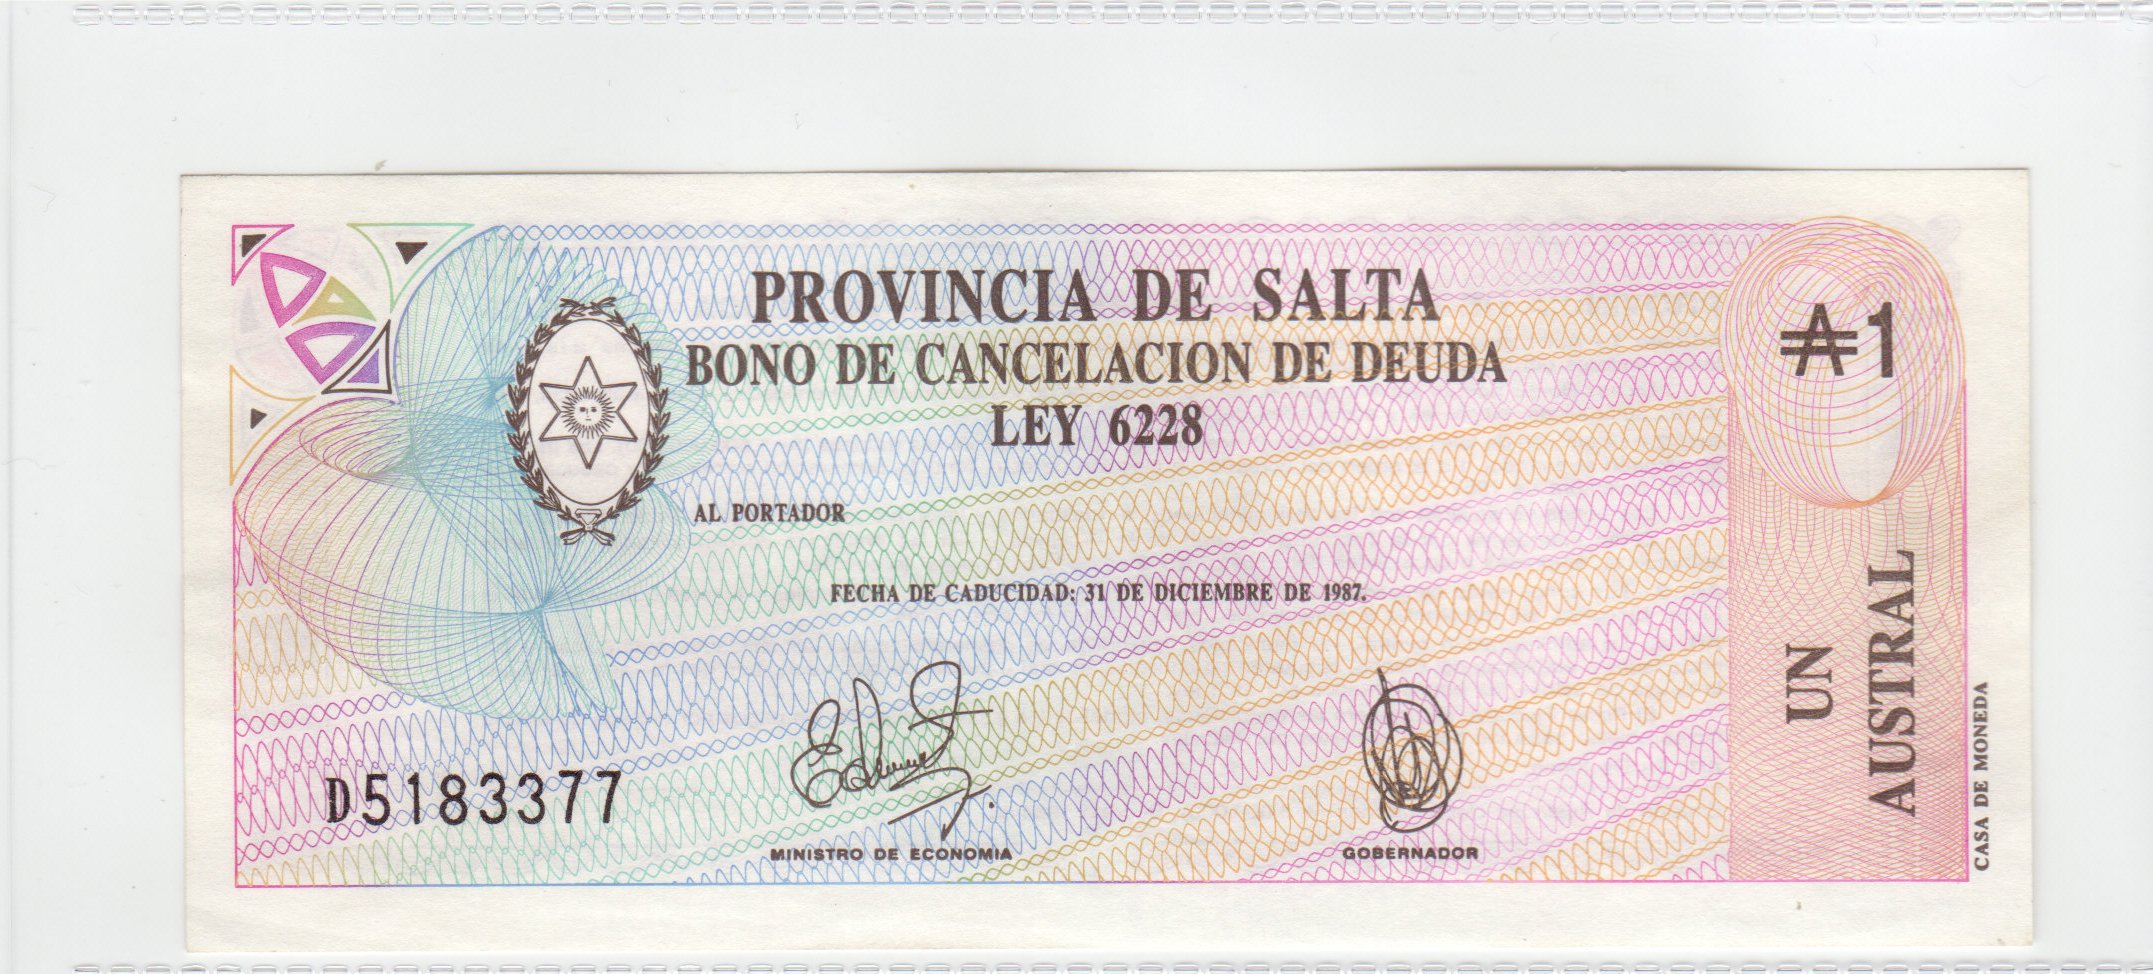 PROVINCIA DE SALTA
BONO DE CANCELACION DE DEUDA
LEY 6228
₳1
AL PORTADOR
FECHA DE CADUCIDAD: 31 DE DICIEMBRE DE 1987.
UN
AUSTRAL
D5183377
MINISTRO DE ECONOMIA
GOBERNADOR
CASA DE MONEDA